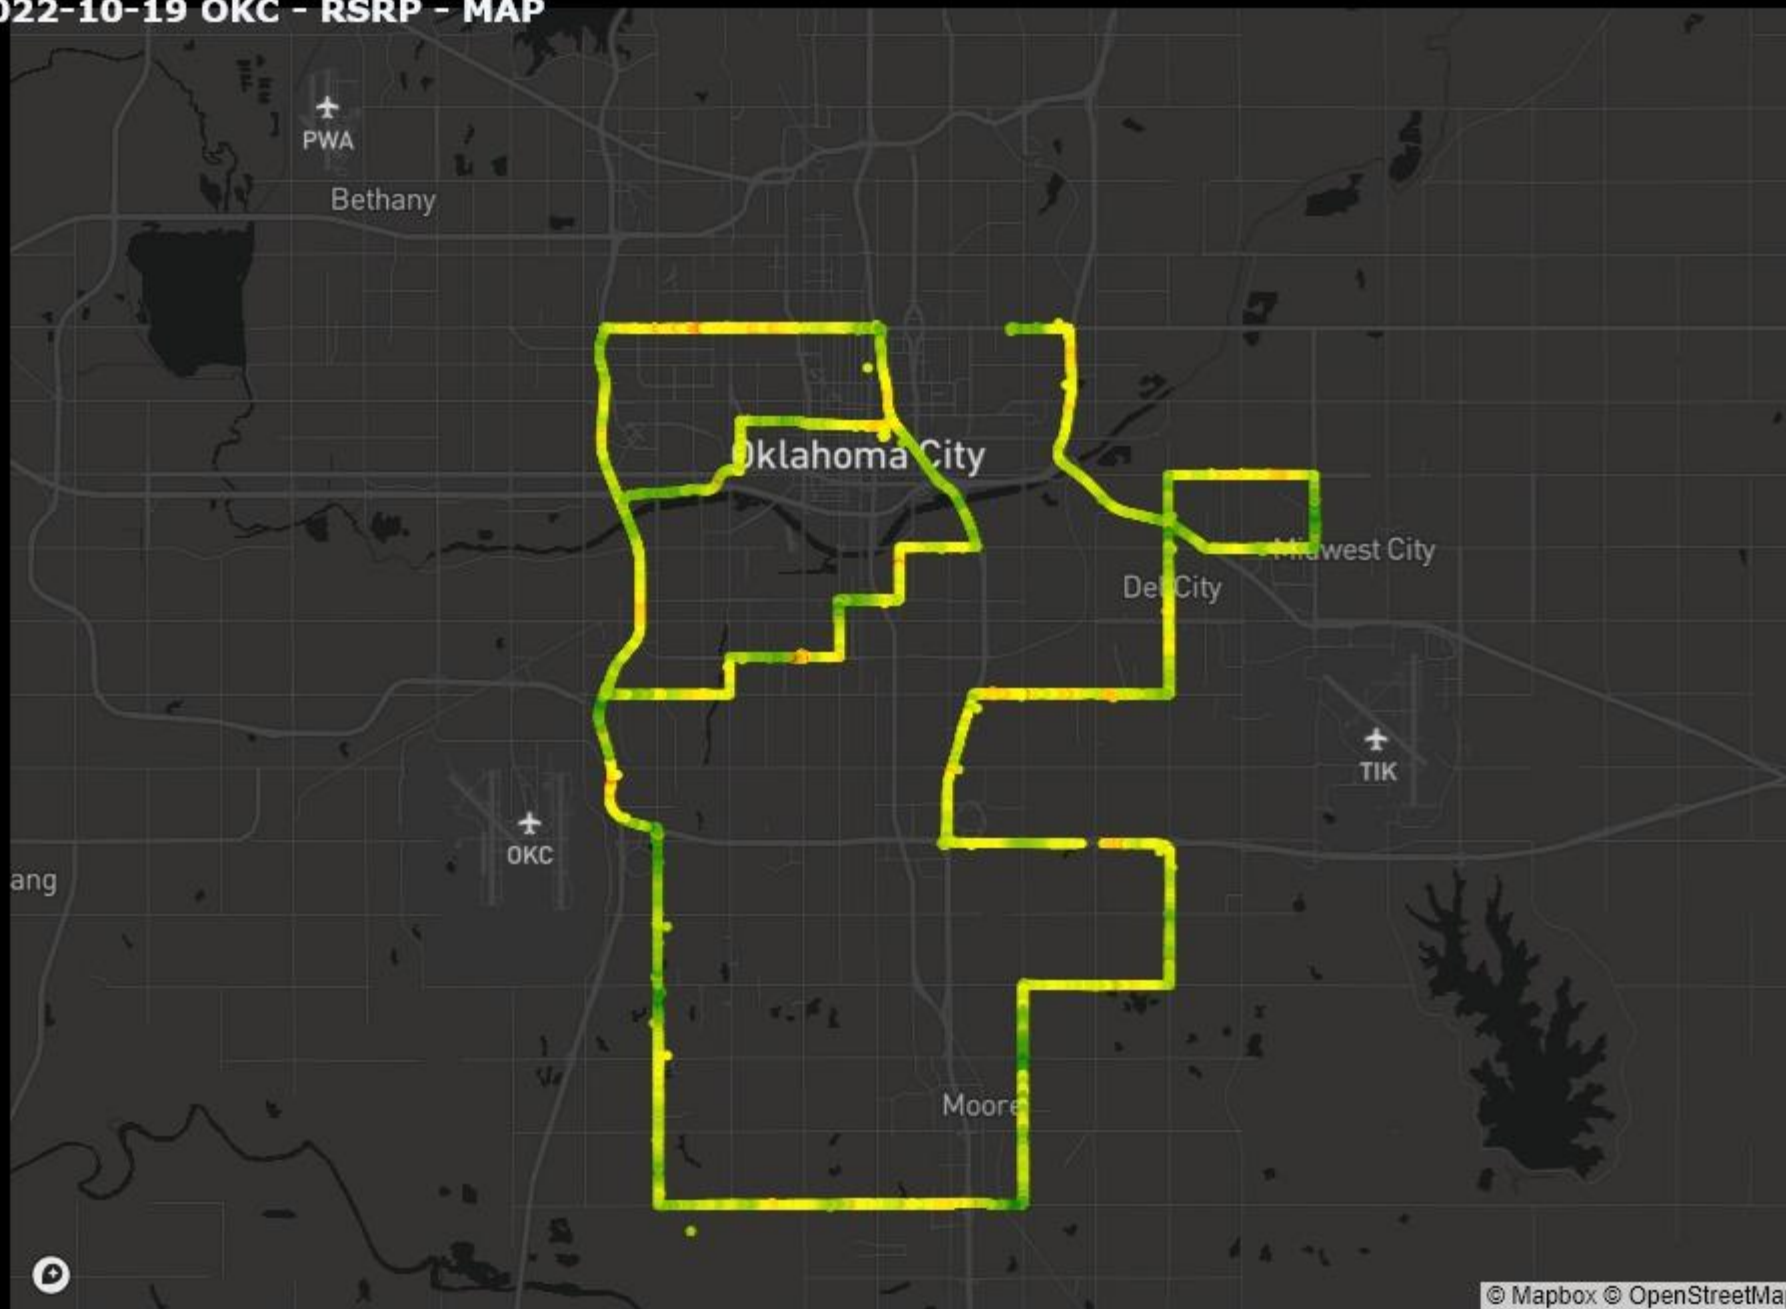 022-10-19 OKC - RSRP - MAP
PWA
Bethany
Oklahoma City
Midwest City
Del City
TIK
OKC
ang
Moore
© Mapbox © OpenStreetMa